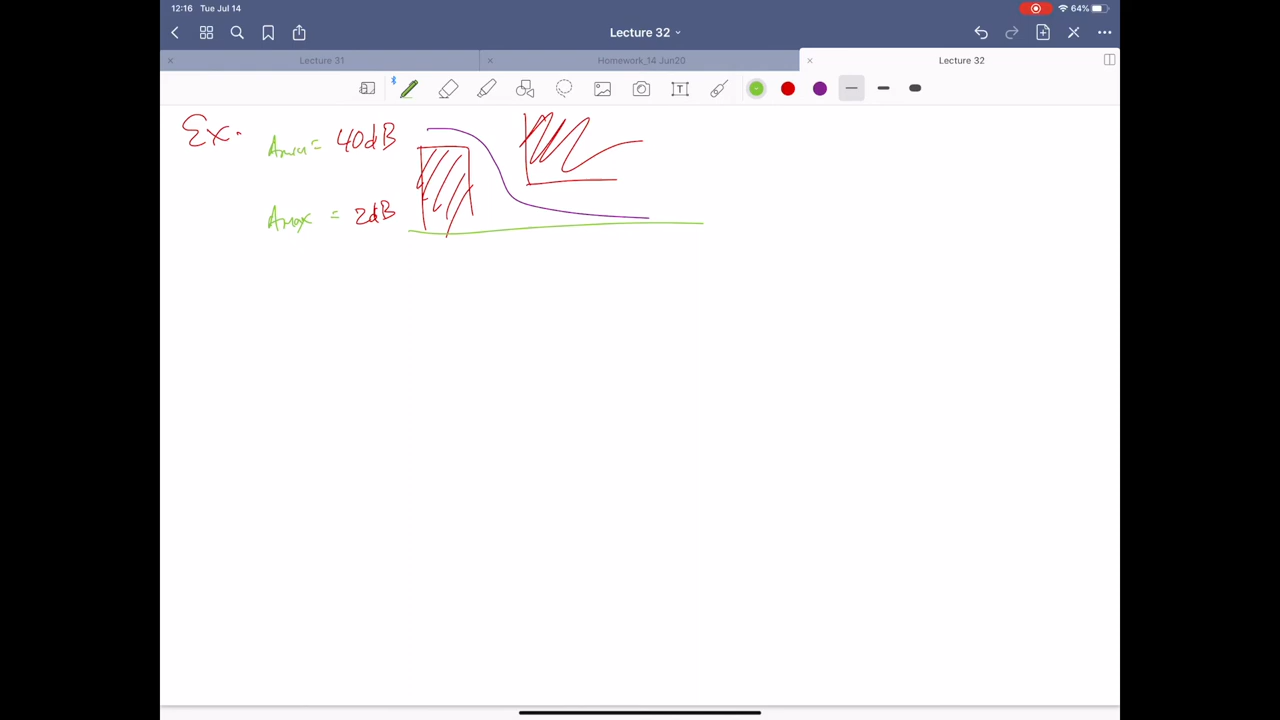 12:16 Tue Jul 14
64%
Lecture 32
Lecture 31
Homework_14 Jun20
Lecture 32
Ex.
Amin = 40dB
Amax = 2dB